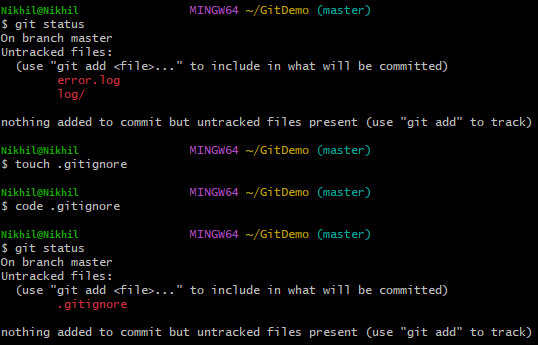 Nikhil@Nikhil MINGW64 ~/GitDemo (master)
$ git status
On branch master
Untracked files:
  (use "git add <file>..." to include in what will be committed)
        error.log
        log/

nothing added to commit but untracked files present (use "git add" to track)

Nikhil@Nikhil MINGW64 ~/GitDemo (master)
$ touch .gitignore

Nikhil@Nikhil MINGW64 ~/GitDemo (master)
$ code .gitignore

Nikhil@Nikhil MINGW64 ~/GitDemo (master)
$ git status
On branch master
Untracked files:
  (use "git add <file>..." to include in what will be committed)
        .gitignore

nothing added to commit but untracked files present (use "git add" to track)